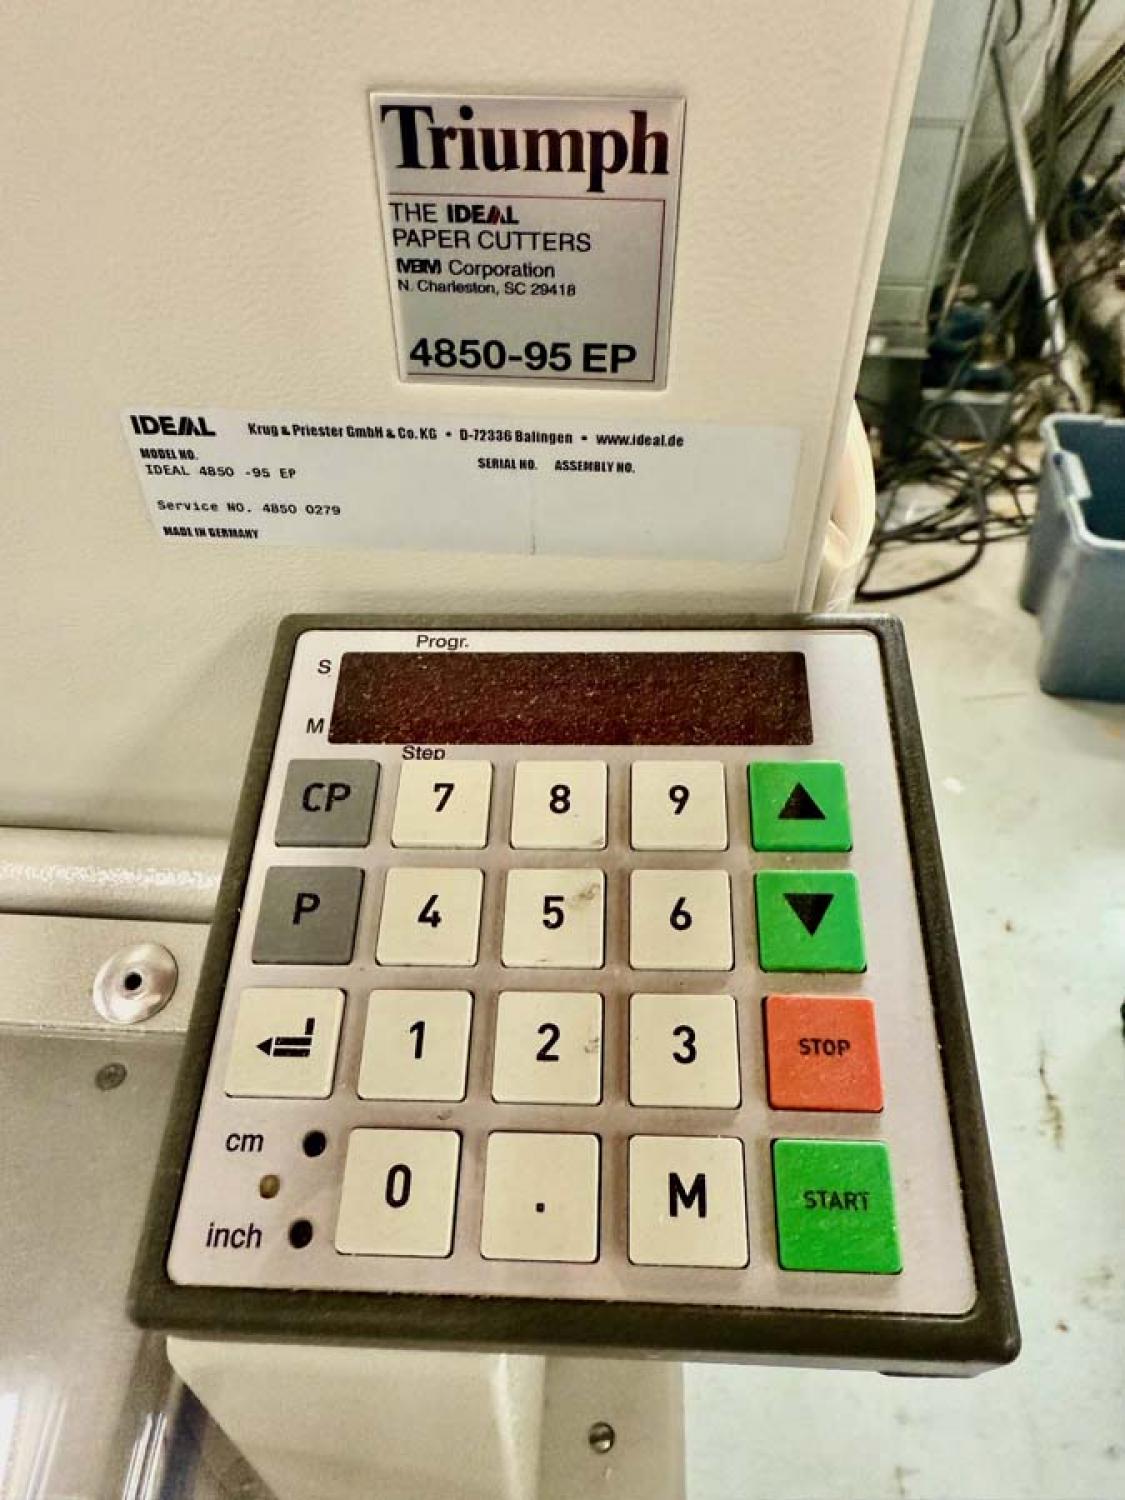 Triumph
THE IDEAL
PAPER CUTTERS
MBM Corporation
N. Charleston, SC 29418
4850-95 EP
IDEAL Krug & Priester GmbH & Co. KG • D-72336 Balingen • www.ideal.de
MODEL NO. SERIAL NO. ASSEMBLY NO.
IDEAL 4850 -95 EP
Service NO. 4850 0279
MADE IN GERMANY
Progr.
S
M
Step
CP 7 8 9 ▲
P 4 5 6 ▼
1 2 3 STOP
cm
0 . M START
inch